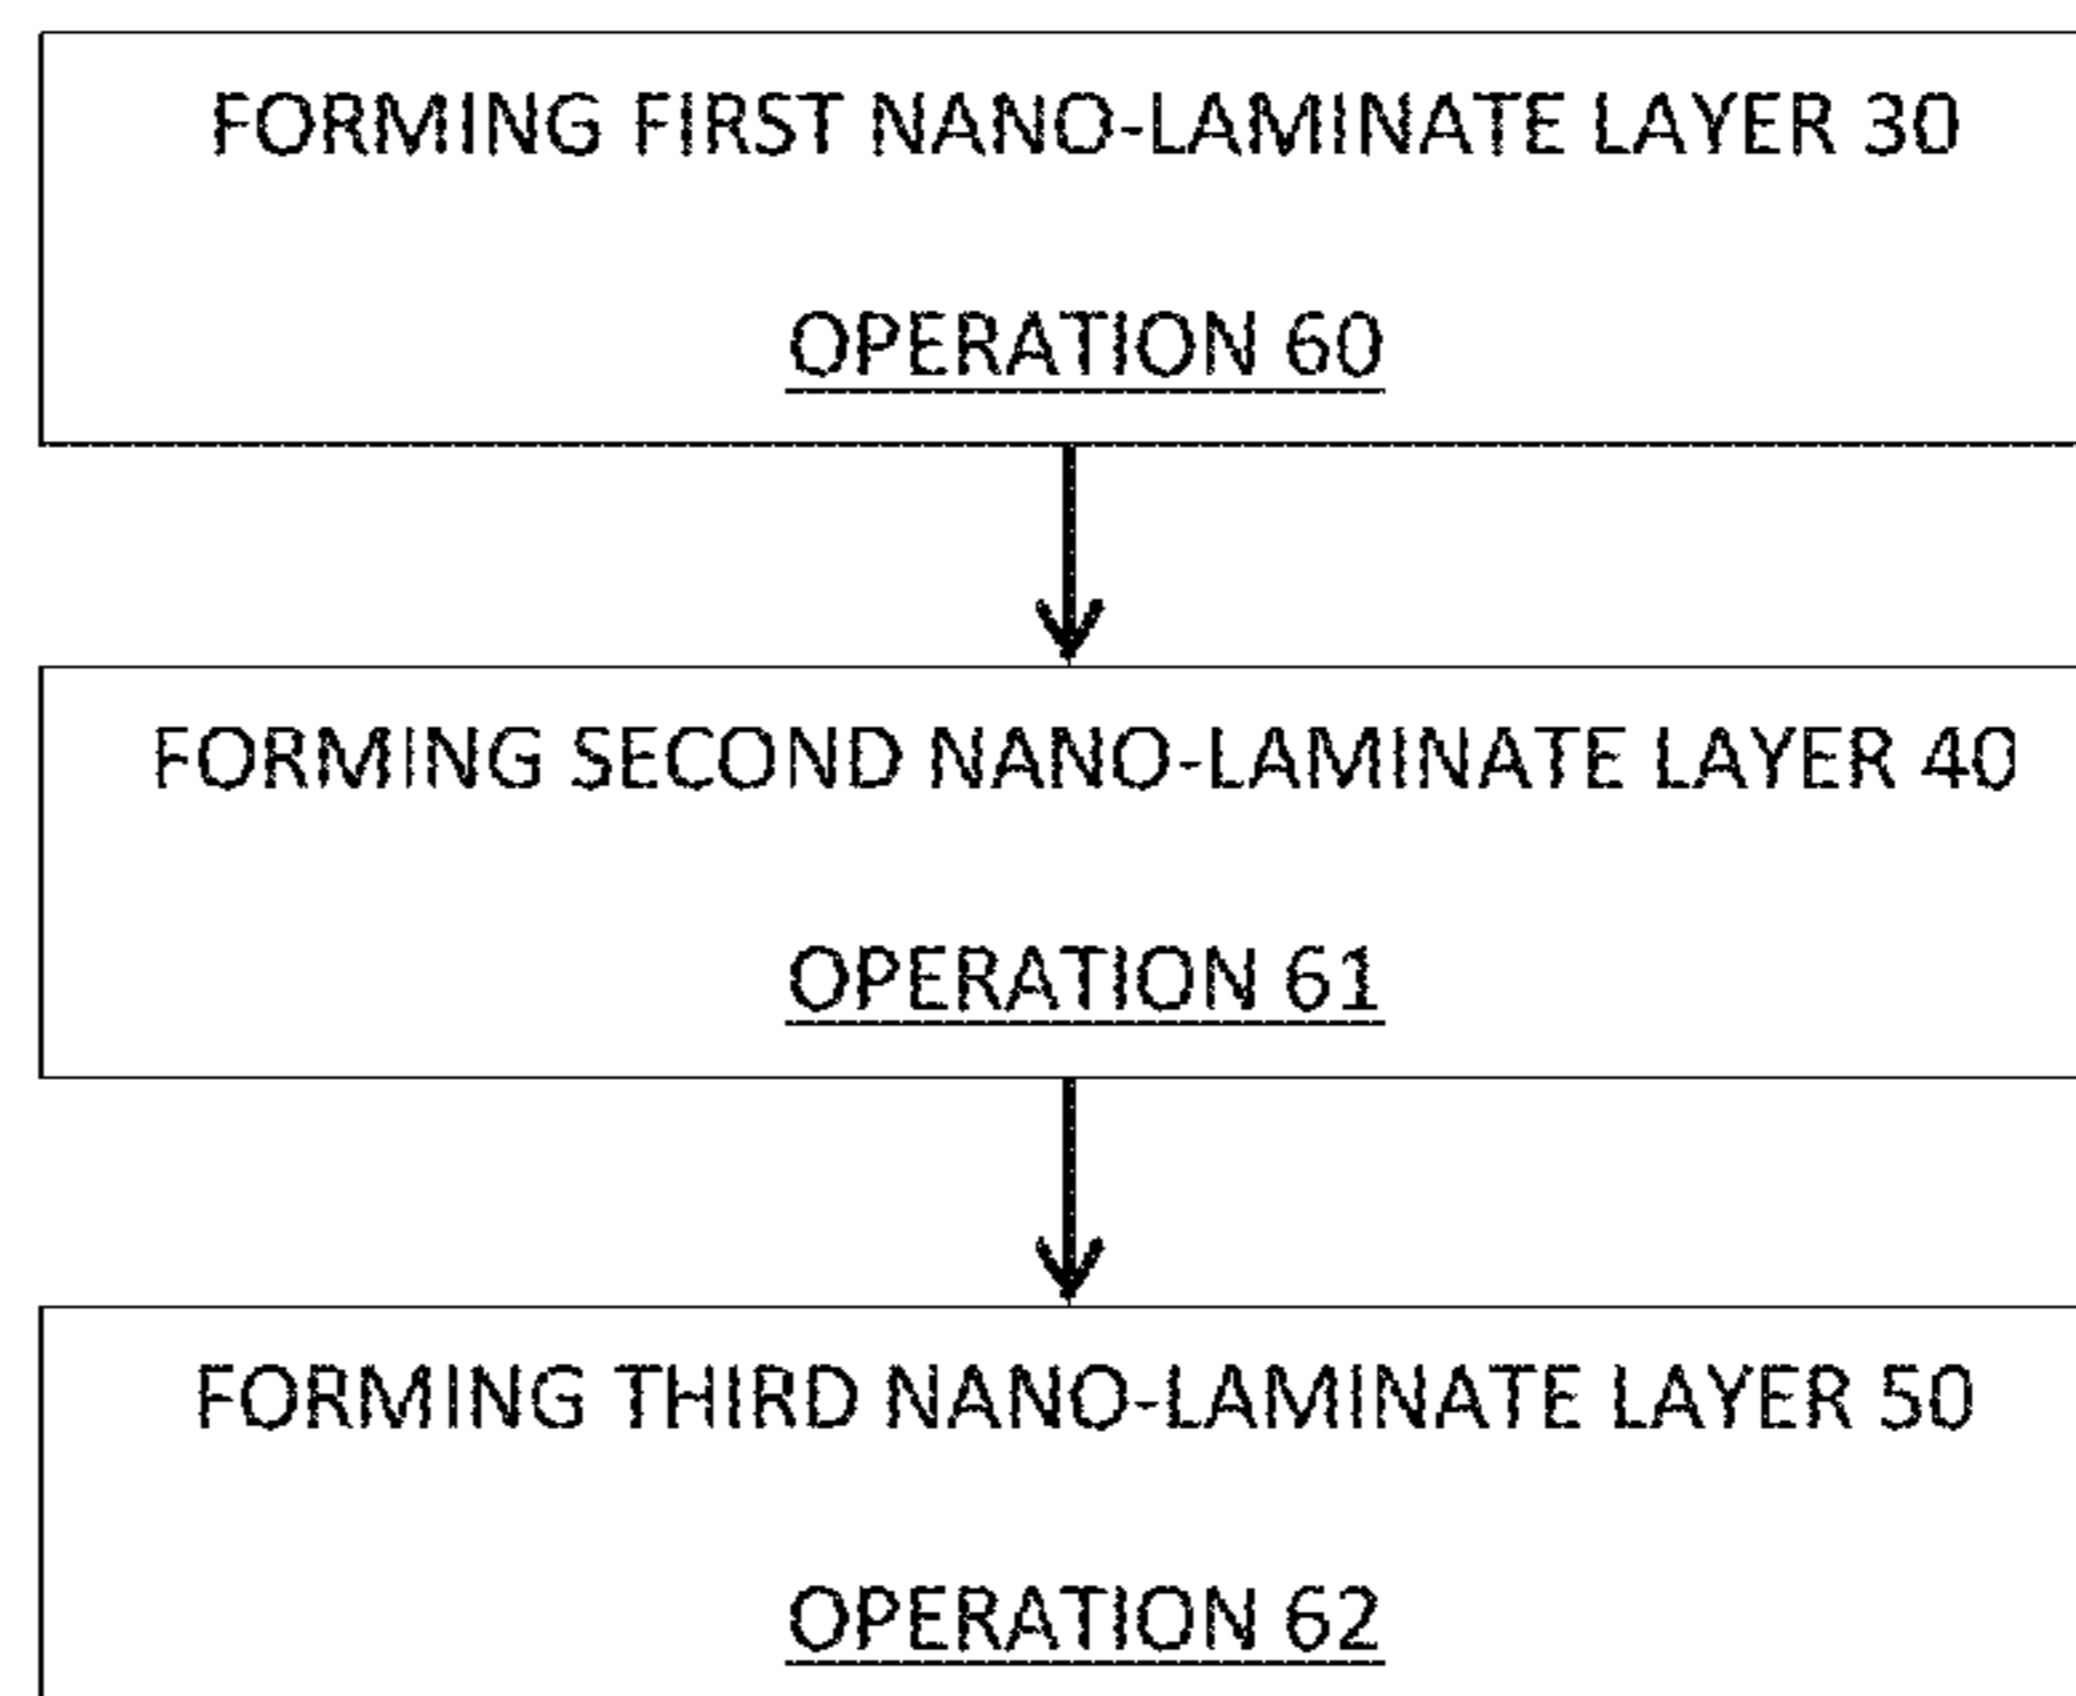 FORMING FIRST NANO-LAMINATE LAYER 30
OPERATION 60
FORMING SECOND NANO-LAMINATE LAYER 40
OPERATION 61
FORMING THIRD NANO-LAMINATE LAYER 50
OPERATION 62